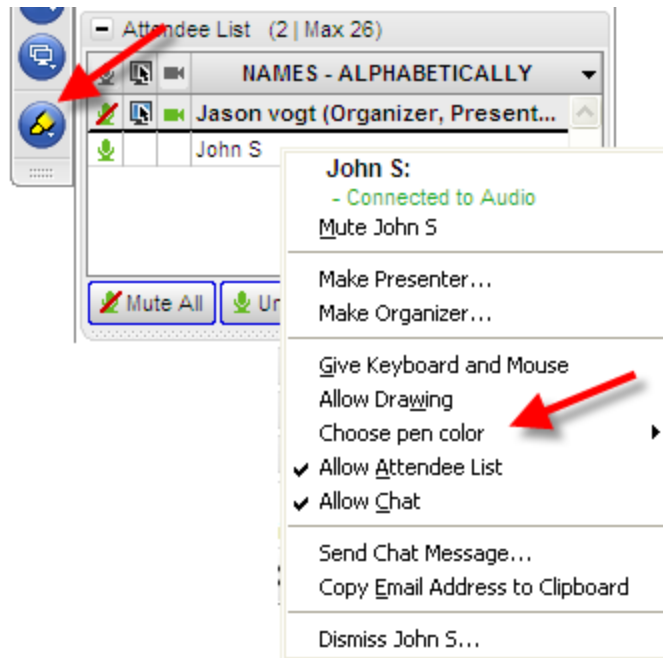 Attendee List (2 | Max 26)
NAMES - ALPHABETICALLY
Jason vogt (Organizer, Present...
John S
John S:
- Connected to Audio
Mute John S
Make Presenter...
Make Organizer...
Mute All
Give Keyboard and Mouse
Allow Drawing
Choose pen color
Allow Attendee List
Allow Chat
Send Chat Message...
Copy Email Address to Clipboard
Dismiss John S...